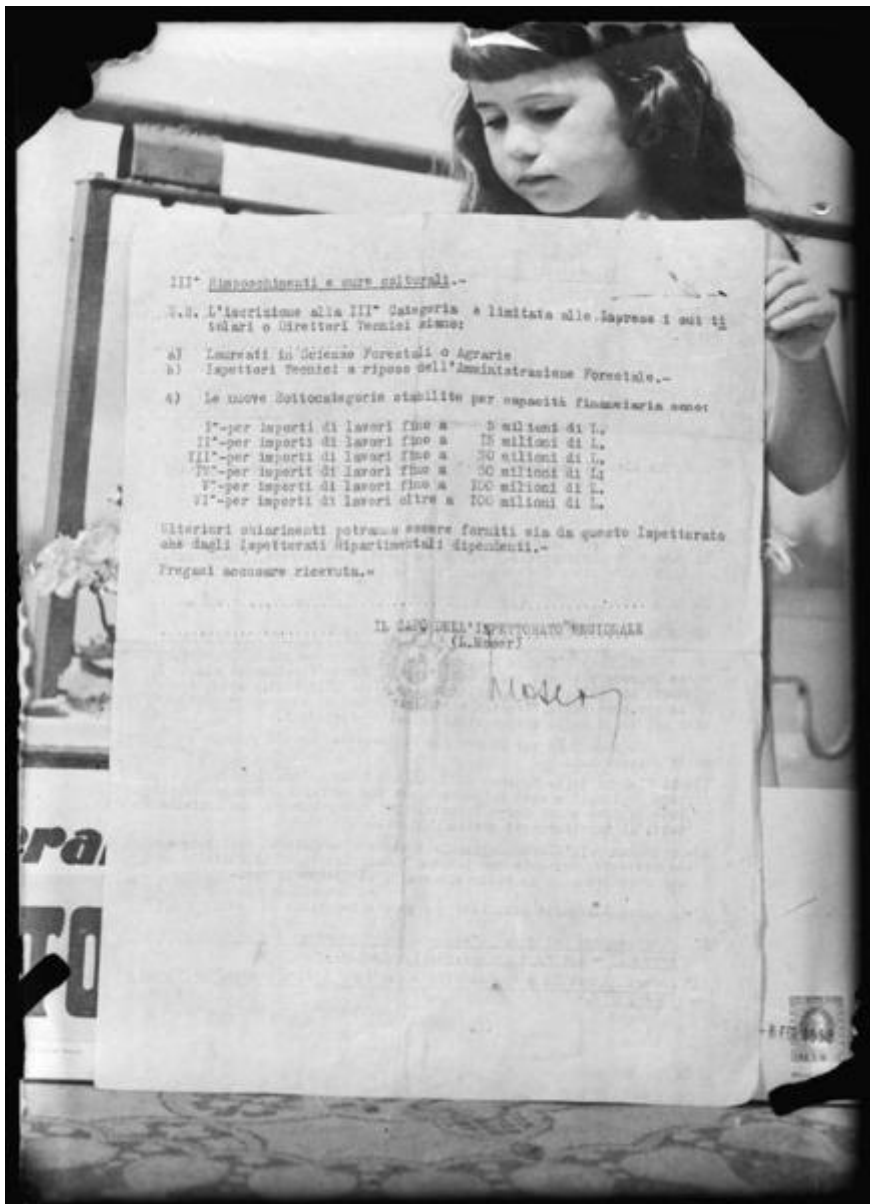 III^ Rimboschimenti e cure colturali.-
N.B. L'iscrizione alla III^ Categoria è limitata alle Imprese i cui ti
tolari o Direttori Tecnici siano:
a) Laureati in Scienze Forestali o Agrarie
b) Ispettori Tecnici a riposo dell'Amministrazione Forestale.-
4) Le nuove Sottocategorie stabilite per capacità finanziaria sono:
I^-per importi di lavori fino a 5 milioni di L.
II^-per importi di lavori fino a 15 milioni di L.
III^-per importi di lavori fino a milioni di L.
IV^-per importi di lavori fino a 50 milioni di L.
V^-per importi di lavori fino a 100 milioni di L.
VI^-per importi di lavori oltre a 100 milioni di L.
Ulteriori chiarimenti potranno essere forniti sia da questo Ispettorato
che dagli Ispettorati Ripartimentali dipendenti.-
Pregasi accusare ricevuta.-
IL CAPO DELL'ISPETTORATO REGIONALE
(L.Moser)
Moser
era
TO